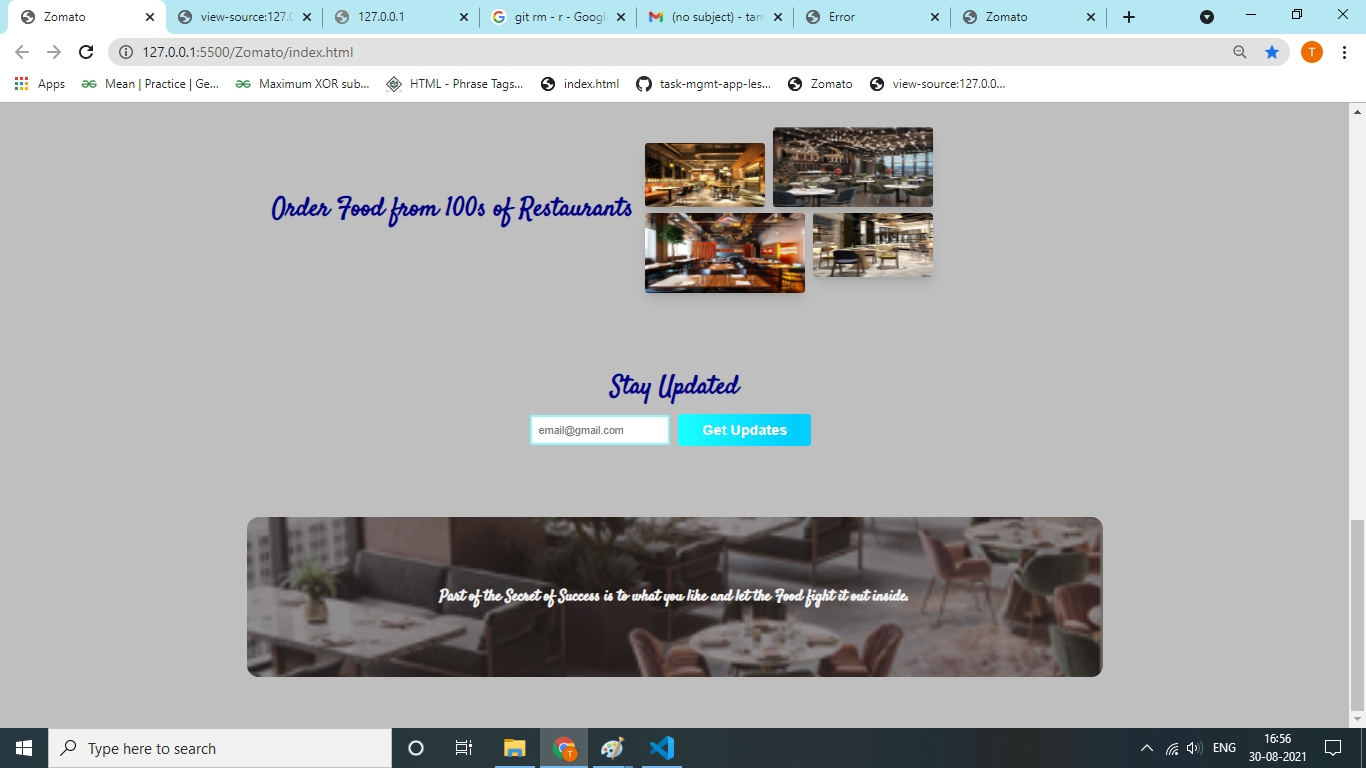 Zomato
view-source:127.0
127.0.0.1
git rm - r - Googl
(no subject) - tan
Error
Zomato
127.0.0.1:5500/Zomato/index.html
T
Apps
Mean | Practice | Ge...
Maximum XOR sub...
HTML - Phrase Tags...
index.html
task-mgmt-app-les...
Zomato
view-source:127.0.0...
Order Food from 100s of Restaurants
Stay Updated
email@gmail.com
Get Updates
Part of the Secret of Success is to what you like and let the Food fight it out inside.
Type here to search
T
ENG
16:56
30-08-2021